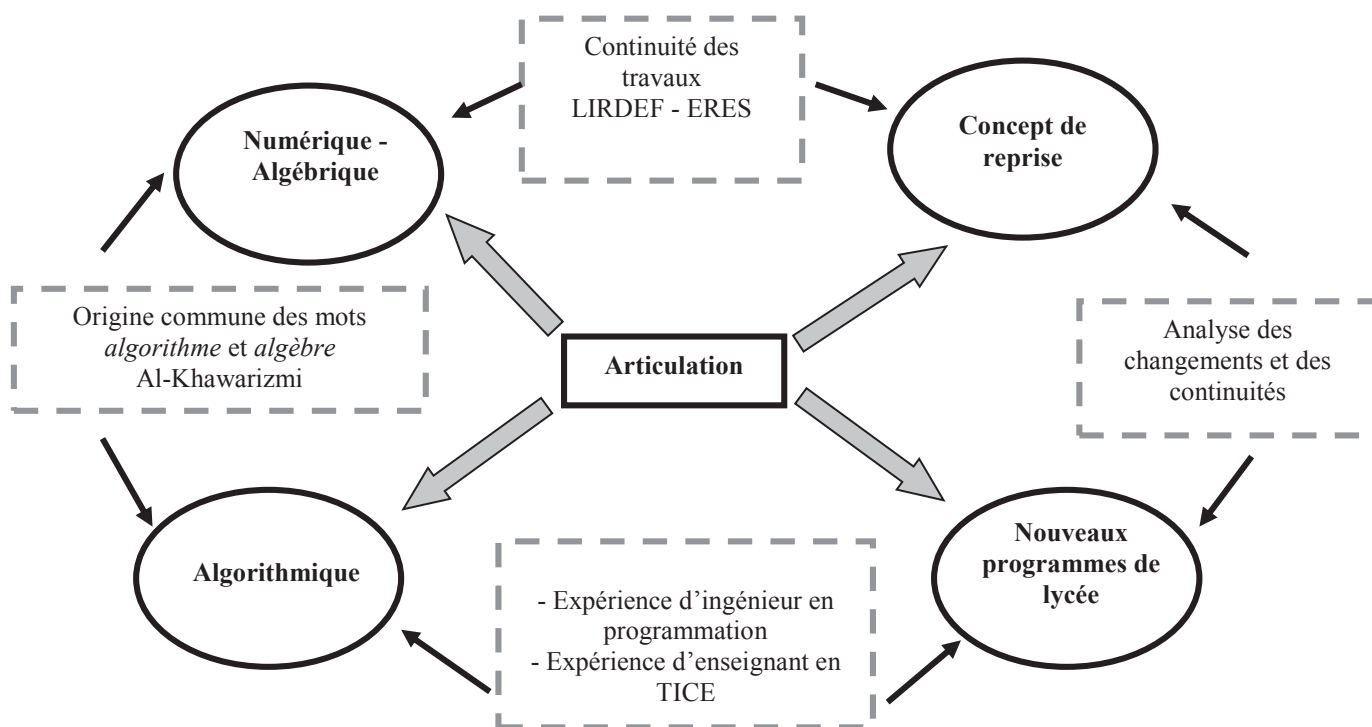 Continuité des
travaux
LIRDEF - ERES
Numérique -
Algébrique
Concept de
reprise
Origine commune des mots
algorithme et algèbre
Al-Khawarizmi
Articulation
Analyse des
changements et des
continuités
Algorithmique
- Expérience d’ingénieur en
programmation
- Expérience d’enseignant en
TICE
Nouveaux
programmes de
lycée